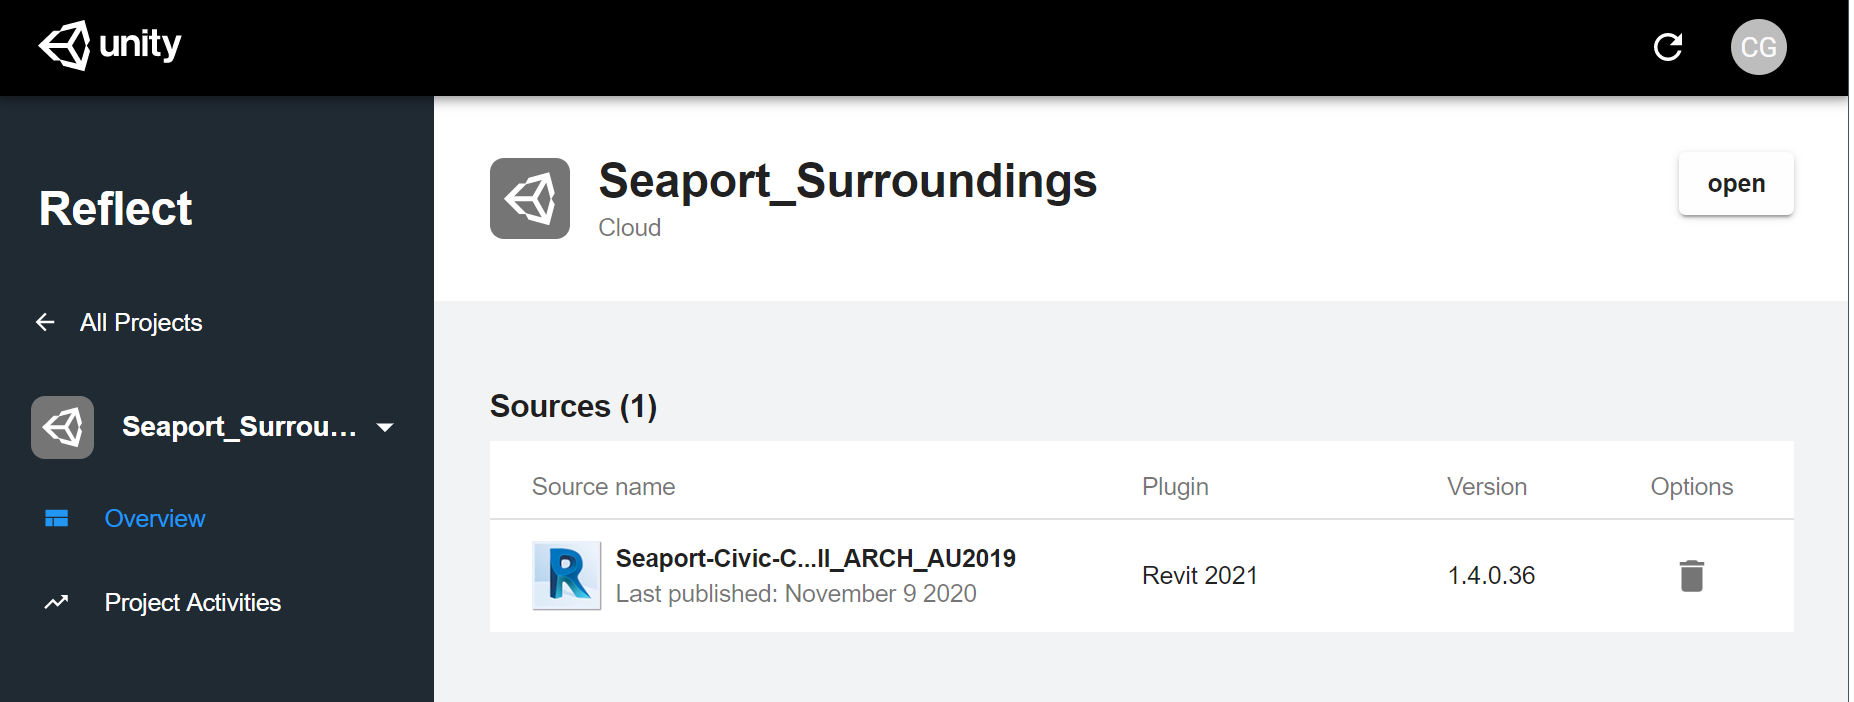 unity
CG
Reflect
All Projects
Seaport_Surrou...
Overview
Project Activities
Seaport_Surroundings
Cloud
open
Sources (1)
Source name Plugin Version Options
Seaport-Civic-C...II_ARCH_AU2019
Last published: November 9 2020
Revit 2021
1.4.0.36